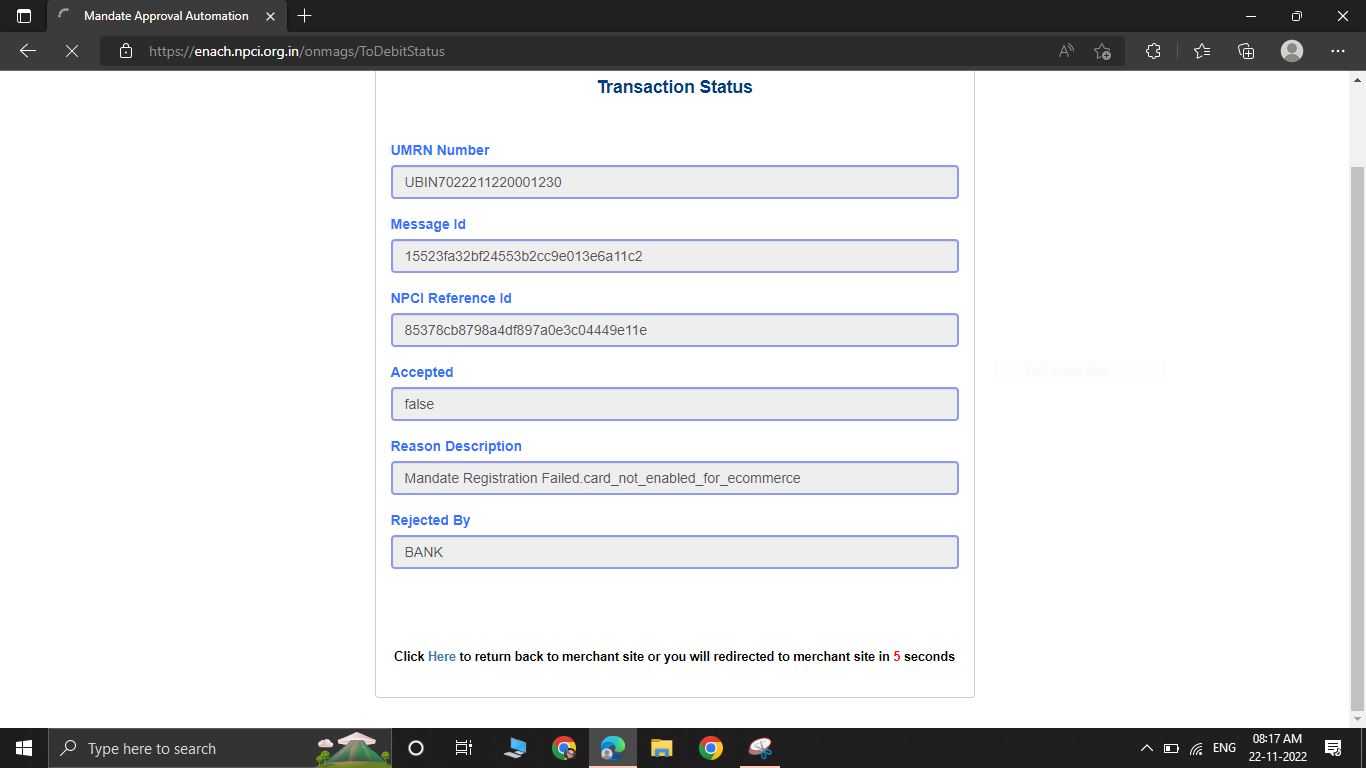 Mandate Approval Automation
https://enach.npci.org.in/onmags/ToDebitStatus
Transaction Status
UMRN Number
UBIN7022211220001230
Message Id
15523fa32bf24553b2cc9e013e6a11c2
NPCI Reference Id
85378cb8798a4df897a0e3c04449e11e
Accepted
false
Reason Description
Mandate Registration Failed.card_not_enabled_for_ecommerce
Rejected By
BANK
Click Here to return back to merchant site or you will redirected to merchant site in 5 seconds
Type here to search
ENG
08:17 AM
22-11-2022